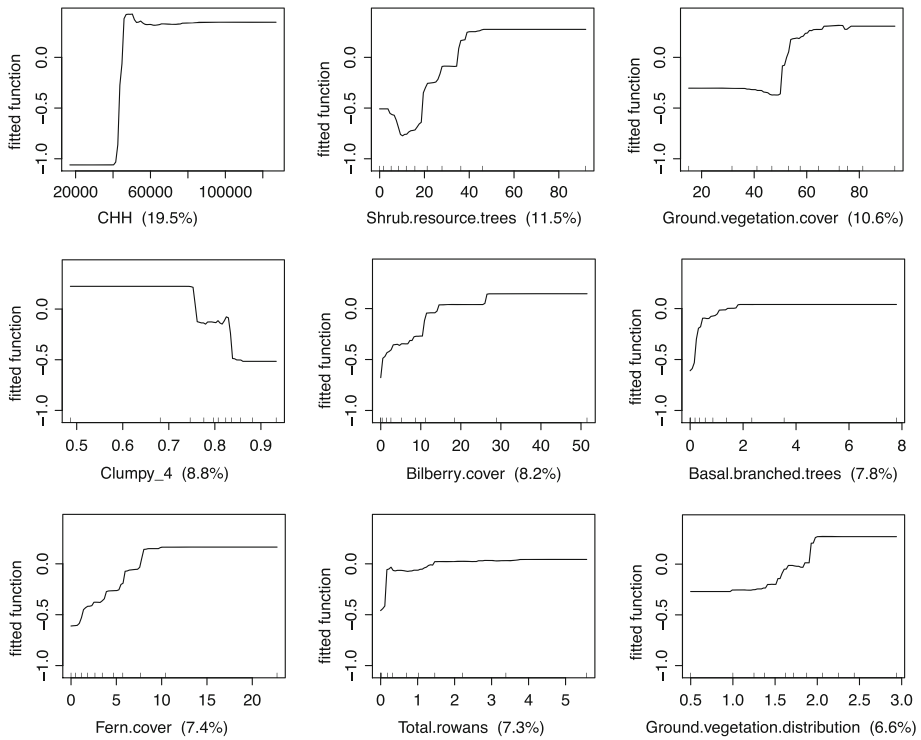 fitted function
0.0
−0.5
−1.0
20000 60000 100000
CHH (19.5%)
fitted function
0.0
−0.5
−1.0
0 20 40 60 80
Shrub.resource.trees (11.5%)
fitted function
0.0
−0.5
−1.0
20 40 60 80
Ground.vegetation.cover (10.6%)
fitted function
0.0
−0.5
−1.0
0.5 0.6 0.7 0.8 0.9
Clumpy_4 (8.8%)
fitted function
0.0
−0.5
−1.0
0 10 20 30 40 50
Bilberry.cover (8.2%)
fitted function
0.0
−0.5
−1.0
0 2 4 6 8
Basal.branched.trees (7.8%)
fitted function
0.0
−0.5
−1.0
0 5 10 15 20
Fern.cover (7.4%)
fitted function
0.0
−0.5
−1.0
0 1 2 3 4 5
Total.rowans (7.3%)
fitted function
0.0
−0.5
−1.0
0.5 1.0 1.5 2.0 2.5 3.0
Ground.vegetation.distribution (6.6%)